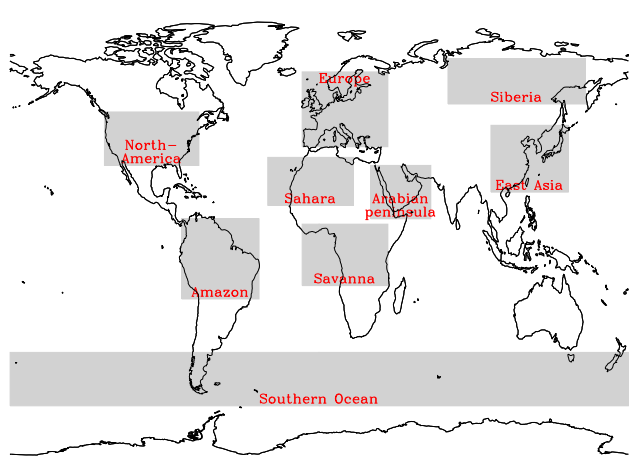 Europe
Siberia
North-
America
East Asia
Sahara
Arabian
peninsula
Savanna
Amazon
Southern Ocean